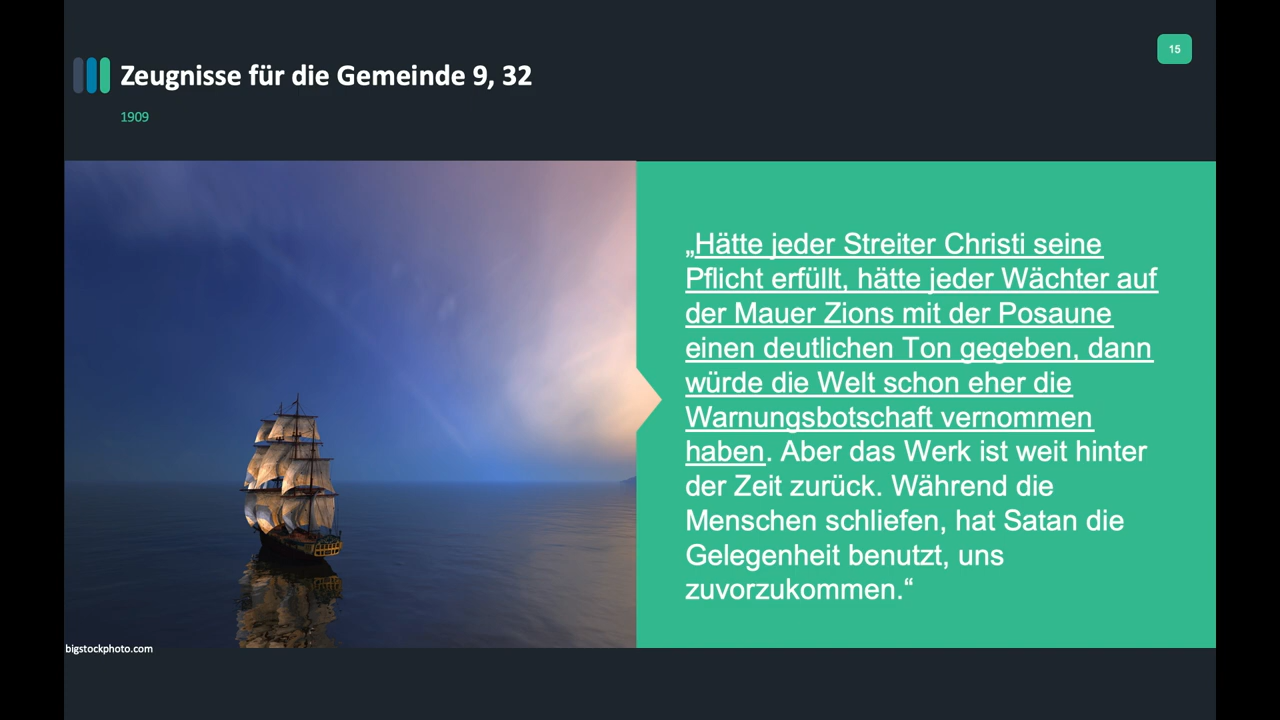 15
Zeugnisse für die Gemeinde 9, 32
1909
„Hätte jeder Streiter Christi seine
Pflicht erfüllt, hätte jeder Wächter auf
der Mauer Zions mit der Posaune
einen deutlichen Ton gegeben, dann
würde die Welt schon eher die
Warnungsbotschaft vernommen
haben. Aber das Werk ist weit hinter
der Zeit zurück. Während die
Menschen schliefen, hat Satan die
Gelegenheit benutzt, uns
zuvorzukommen.“
bigstockphoto.com